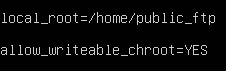 local_root=/home/public_ftp
allow_writeable_chroot=YES